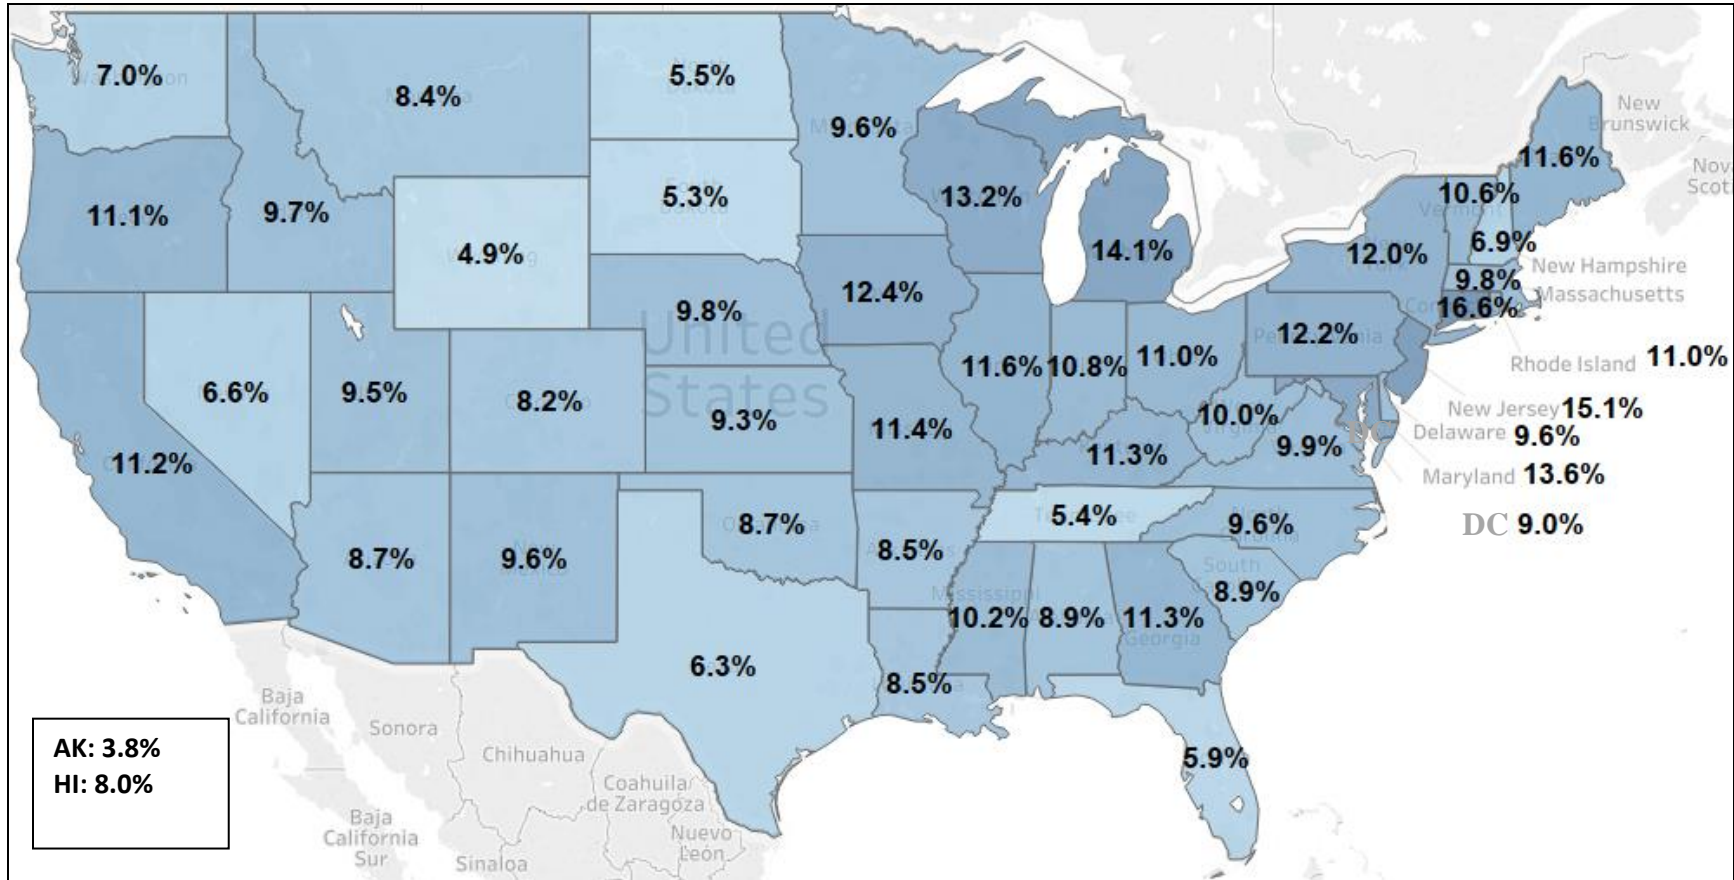 7.0%
8.4%
5.5%
9.6%
11.1%
9.7%
4.9%
5.3%
13.2%
14.1%
11.6%
New
Brunswick
Nov
Scot
10.6%
Vermont
12.0%
6.9%
New Hampshire
9.8%
Massachusetts
16.6%
12.4%
9.8%
United
States
12.2%
Rhode Island 11.0%
11.6%
10.8%
11.0%
6.6%
9.5%
8.2%
9.3%
11.4%
10.0%
New Jersey 15.1%
Delaware 9.6%
DC
9.9%
11.2%
11.3%
Maryland 13.6%
DC 9.0%
8.7%
9.6%
8.7%
8.5%
5.4%
9.6%
South
8.9%
Mississippi
10.2%
8.9%
11.3%
Georgia
6.3%
8.5%
5.9%
Baja
California
Sonora
Chihuahua
Coahuila
de Zaragoza
Nuevo
León
Baja
California
Sur
Sinaloa
AK: 3.8%
HI: 8.0%